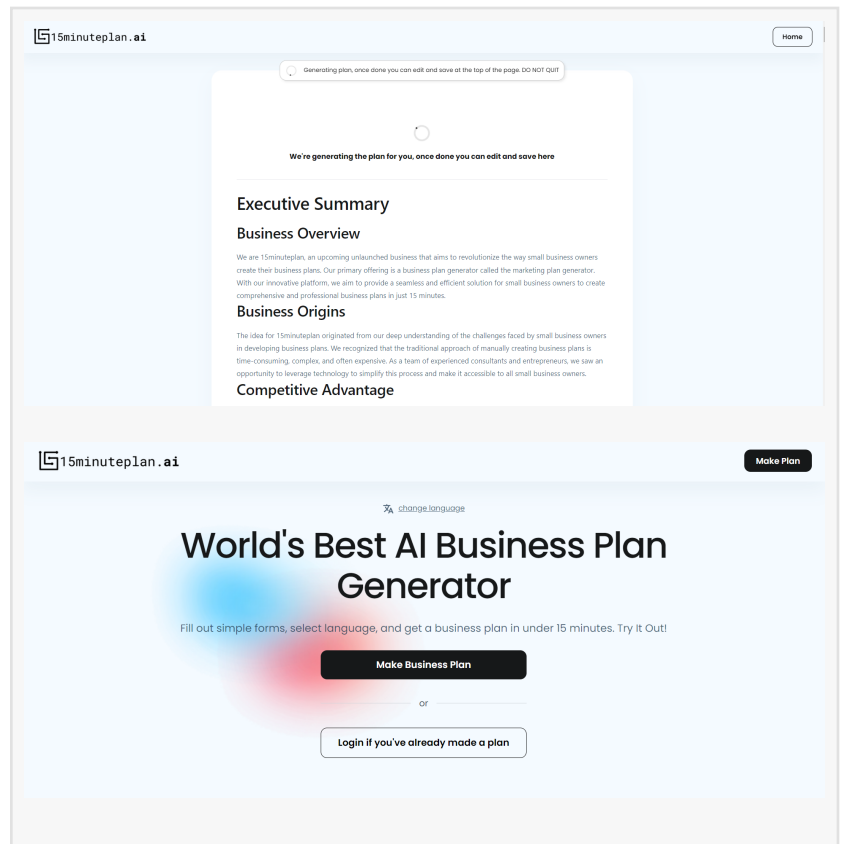 15minuteplan.ai
Home
Generating plan, once done you can edit and save at the top of the page. DO NOT QUIT
We're generating the plan for you, once done you can edit and save here
Executive Summary
Business Overview
We are 15minuteplan, an upcoming unlaunched business that aims to revolutionize the way small business owners
create their business plans. Our primary offering is a business plan generator called the marketing plan generator.
With our innovative platform, we aim to provide a seamless and efficient solution for small business owners to create
comprehensive and professional business plans in just 15 minutes.
Business Origins
The idea for 15minuteplan originated from our deep understanding of the challenges faced by small business owners
in developing business plans. We recognized that the traditional approach of manually creating business plans is
time-consuming, complex, and often expensive. As a team of experienced consultants and entrepreneurs, we saw an
opportunity to leverage technology to simplify this process and make it accessible to all small business owners.
Competitive Advantage
15minuteplan.ai
Make Plan
change language
World's Best AI Business Plan
Generator
Fill out simple forms, select language, and get a business plan in under 15 minutes. Try It Out!
Make Business Plan
or
Login if you've already made a plan